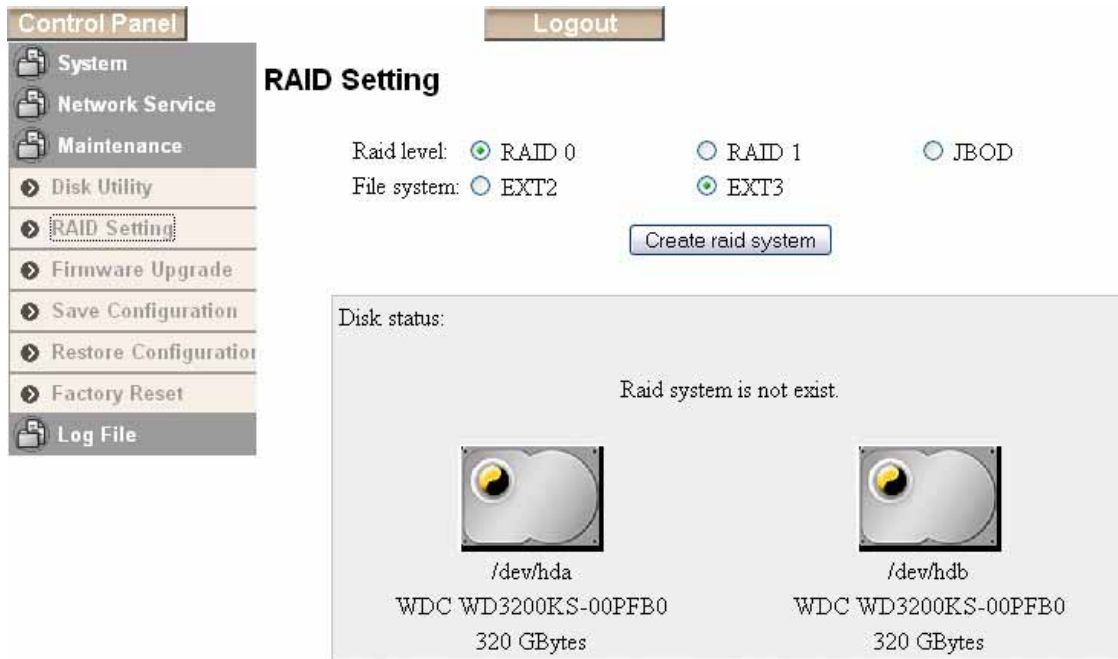 Control Panel
Logout
System
Network Service
Maintenance
Disk Utility
RAID Setting
Firmware Upgrade
Save Configuration
Restore Configuration
Factory Reset
Log File
RAID Setting
Raid level: RAID 0 RAID 1 JBOD
File system: EXT2 EXT3
Create raid system
Disk status:
Raid system is not exist.
/dev/hda
WDC WD3200KS-00PFB0
320 GBytes
/dev/hdb
WDC WD3200KS-00PFB0
320 GBytes